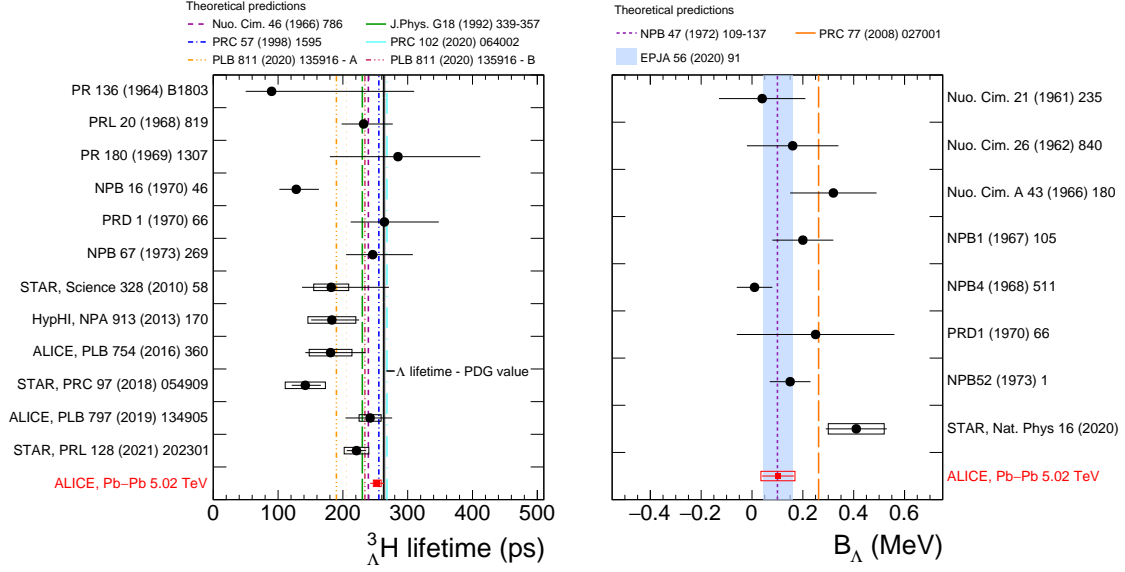 Theoretical predictions
Nuo. Cim. 46 (1966) 786
J.Phys. G18 (1992) 339-357
PRC 57 (1998) 1595
PRC 102 (2020) 064002
PLB 811 (2020) 135916 - A
PLB 811 (2020) 135916 - B
PR 136 (1964) B1803
PRL 20 (1968) 819
PR 180 (1969) 1307
NPB 16 (1970) 46
PRD 1 (1970) 66
NPB 67 (1973) 269
STAR, Science 328 (2010) 58
HypHI, NPA 913 (2013) 170
ALICE, PLB 754 (2016) 360
Λ lifetime - PDG value
STAR, PRC 97 (2018) 054909
ALICE, PLB 797 (2019) 134905
STAR, PRL 128 (2021) 202301
ALICE, Pb−Pb 5.02 TeV
0 100 200 300 400 500
³ΛH lifetime (ps)
Theoretical predictions
NPB 47 (1972) 109-137
PRC 77 (2008) 027001
EPJA 56 (2020) 91
Nuo. Cim. 21 (1961) 235
Nuo. Cim. 26 (1962) 840
Nuo. Cim. A 43 (1966) 180
NPB1 (1967) 105
NPB4 (1968) 511
PRD1 (1970) 66
NPB52 (1973) 1
STAR, Nat. Phys 16 (2020)
ALICE, Pb−Pb 5.02 TeV
−0.4 −0.2 0 0.2 0.4 0.6
BΛ (MeV)